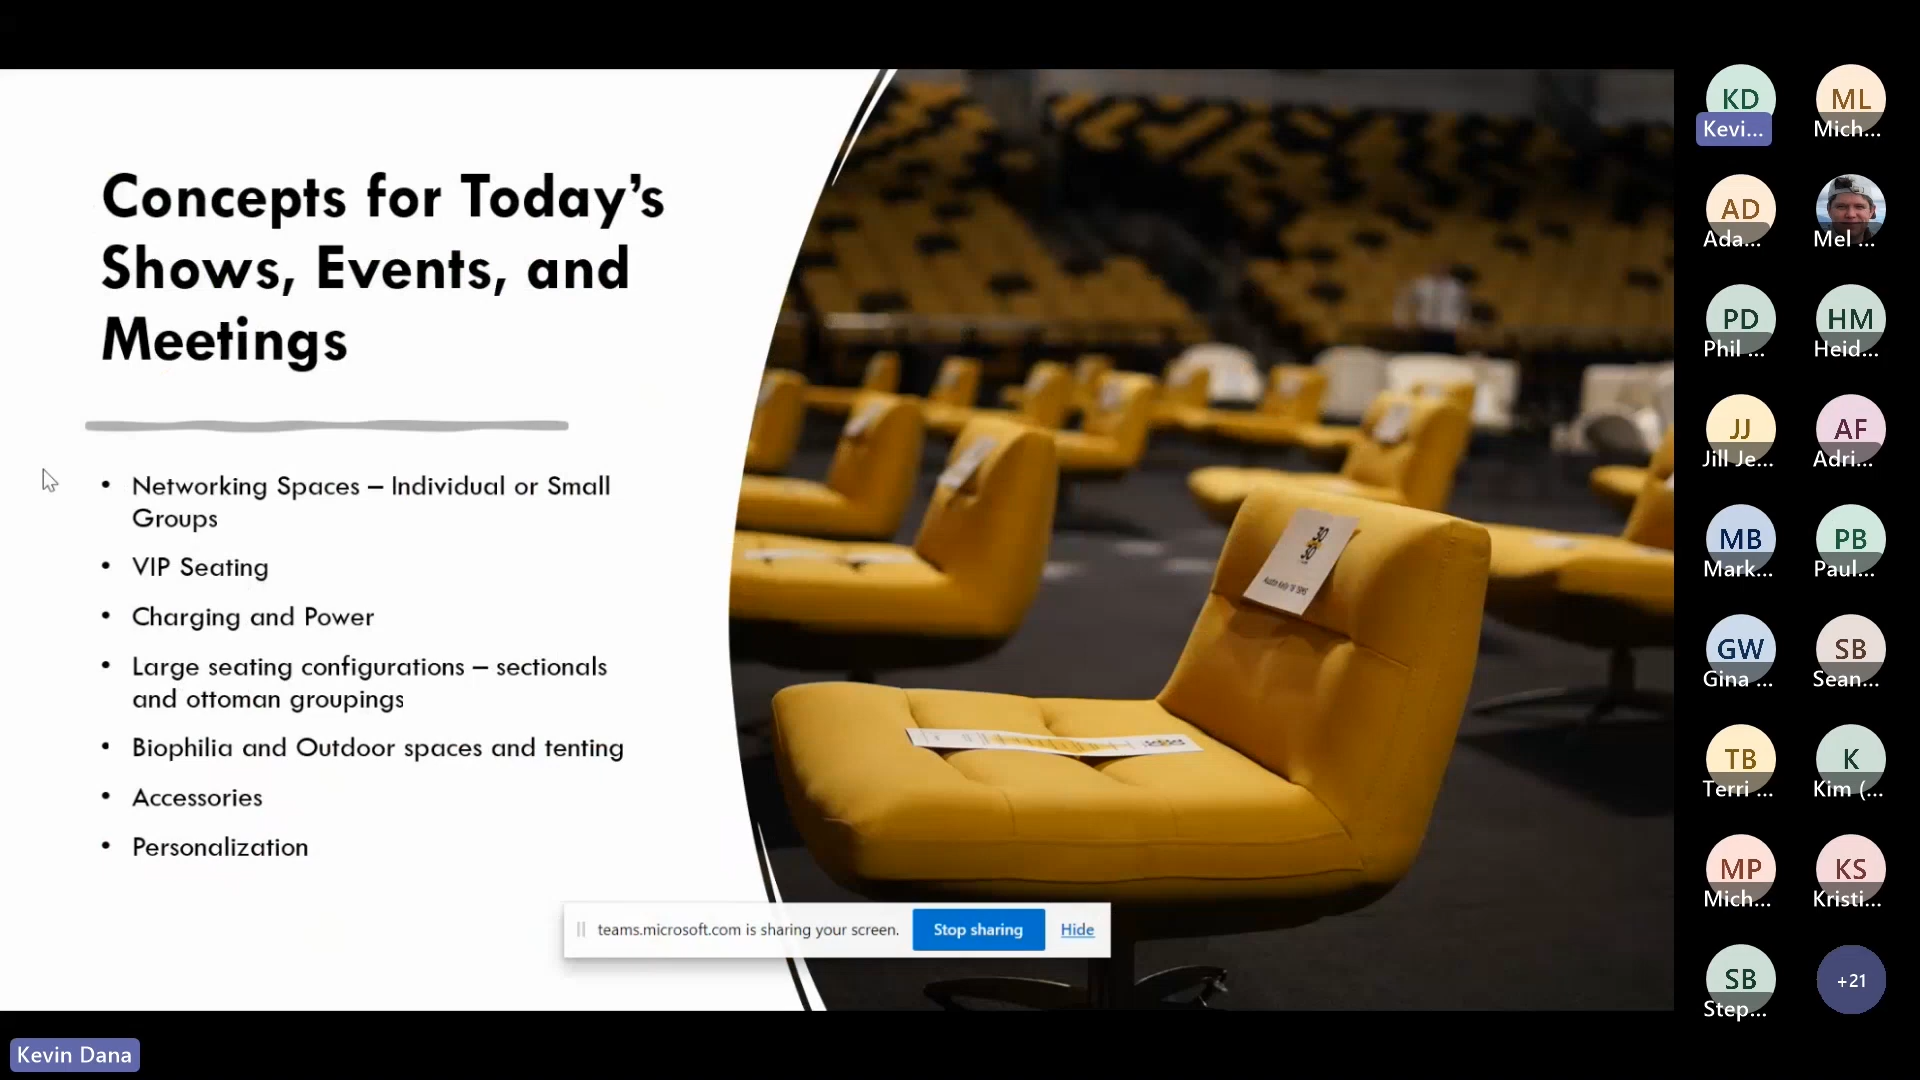 Concepts for Today’s
Shows, Events, and
Meetings
• Networking Spaces – Individual or Small
Groups
• VIP Seating
• Charging and Power
• Large seating configurations – sectionals
and ottoman groupings
• Biophilia and Outdoor spaces and tenting
• Accessories
• Personalization
30
30
teams.microsoft.com is sharing your screen.
Stop sharing
Hide
KD
Kevi...
ML
Mich...
AD
Ada...
Mel ...
PD
Phil ...
HM
Heid...
JJ
Jill Je...
AF
Adri...
MB
Mark...
PB
Paul...
GW
Gina ...
SB
Sean...
TB
Terri ...
K
Kim (...
MP
Mich...
KS
Kristi...
SB
Step...
+21
Kevin Dana